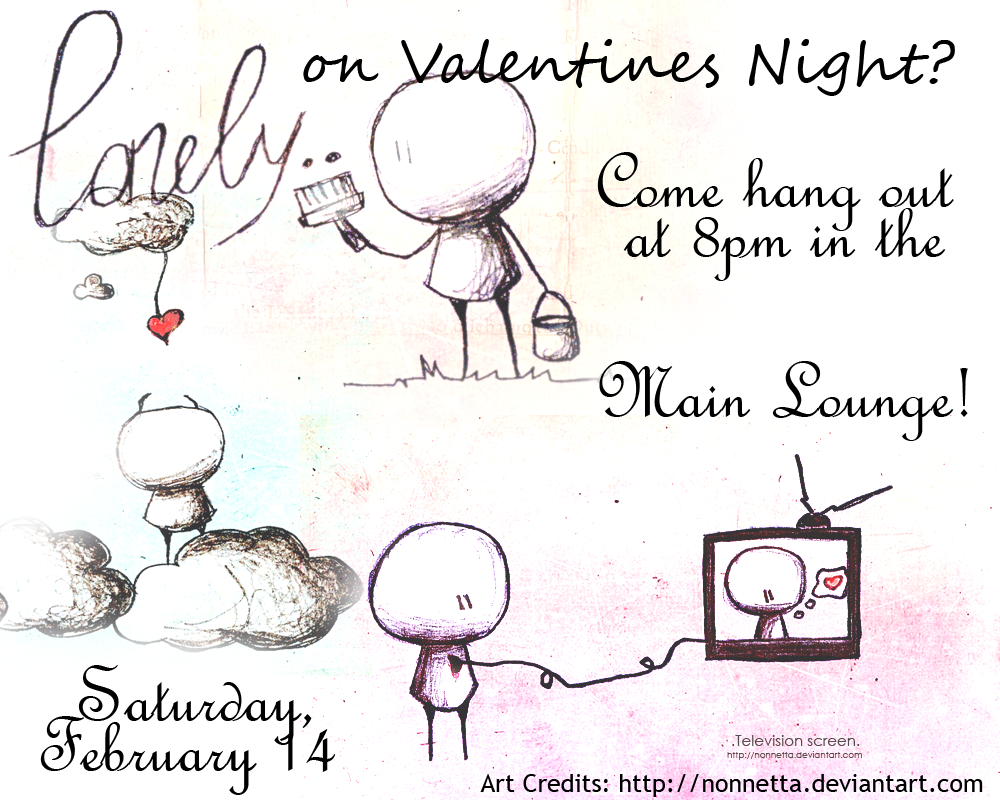 Lonely..
on Valentines Night?
Come hang out
at 8pm in the
Main Lounge!
Saturday,
February 14
.Television screen.
http://nonnetta.deviantart.com
Art Credits: http://nonnetta.deviantart.com